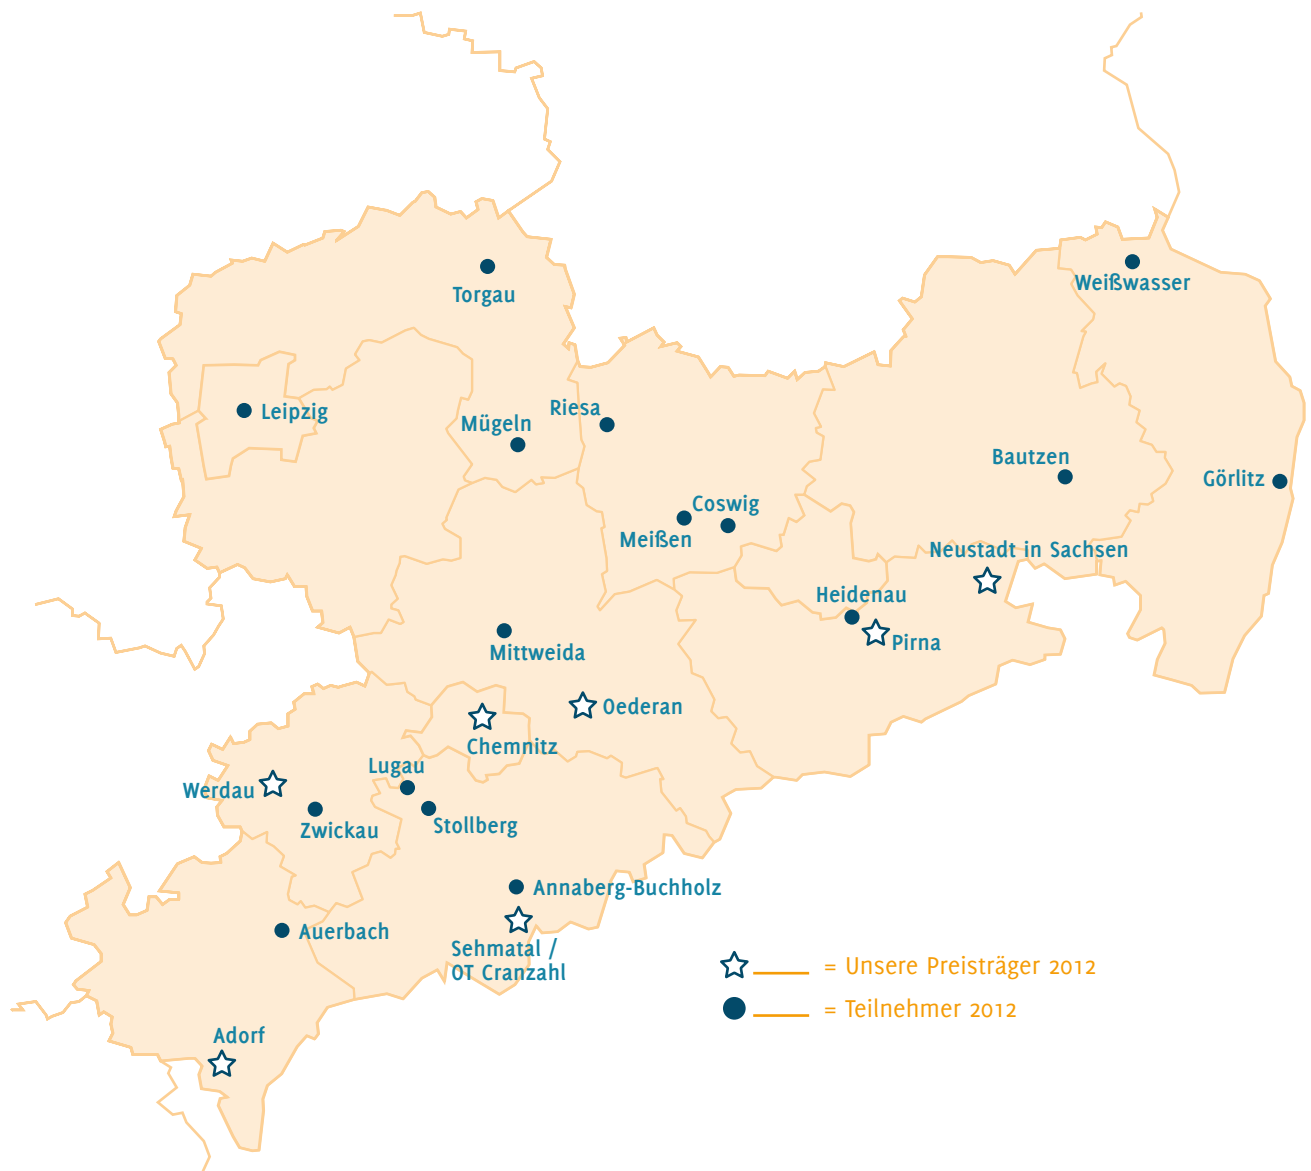 Torgau
Weißwasser
Leipzig
Riesa
Mügeln
Bautzen
Görlitz
Coswig
Meißen
Neustadt in Sachsen
Heidenau
Pirna
Mittweida
Oederan
Chemnitz
Lugau
Werdau
Zwickau
Stollberg
Annaberg-Buchholz
Auerbach
Sehmatal /
OT Cranzahl
= Unsere Preisträger 2012
= Teilnehmer 2012
Adorf